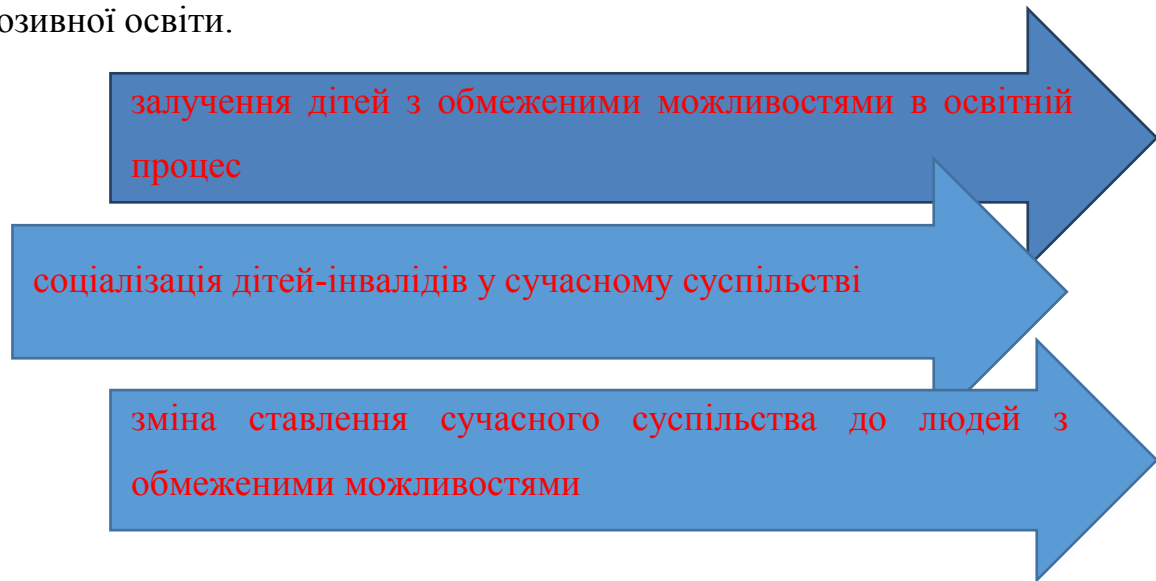 озивної освіти.
залучення дітей з обмеженими можливостями в освітній
процес
соціалізація дітей-інвалідів у сучасному суспільстві
зміна ставлення сучасного суспільства до людей з
обмеженими можливостями